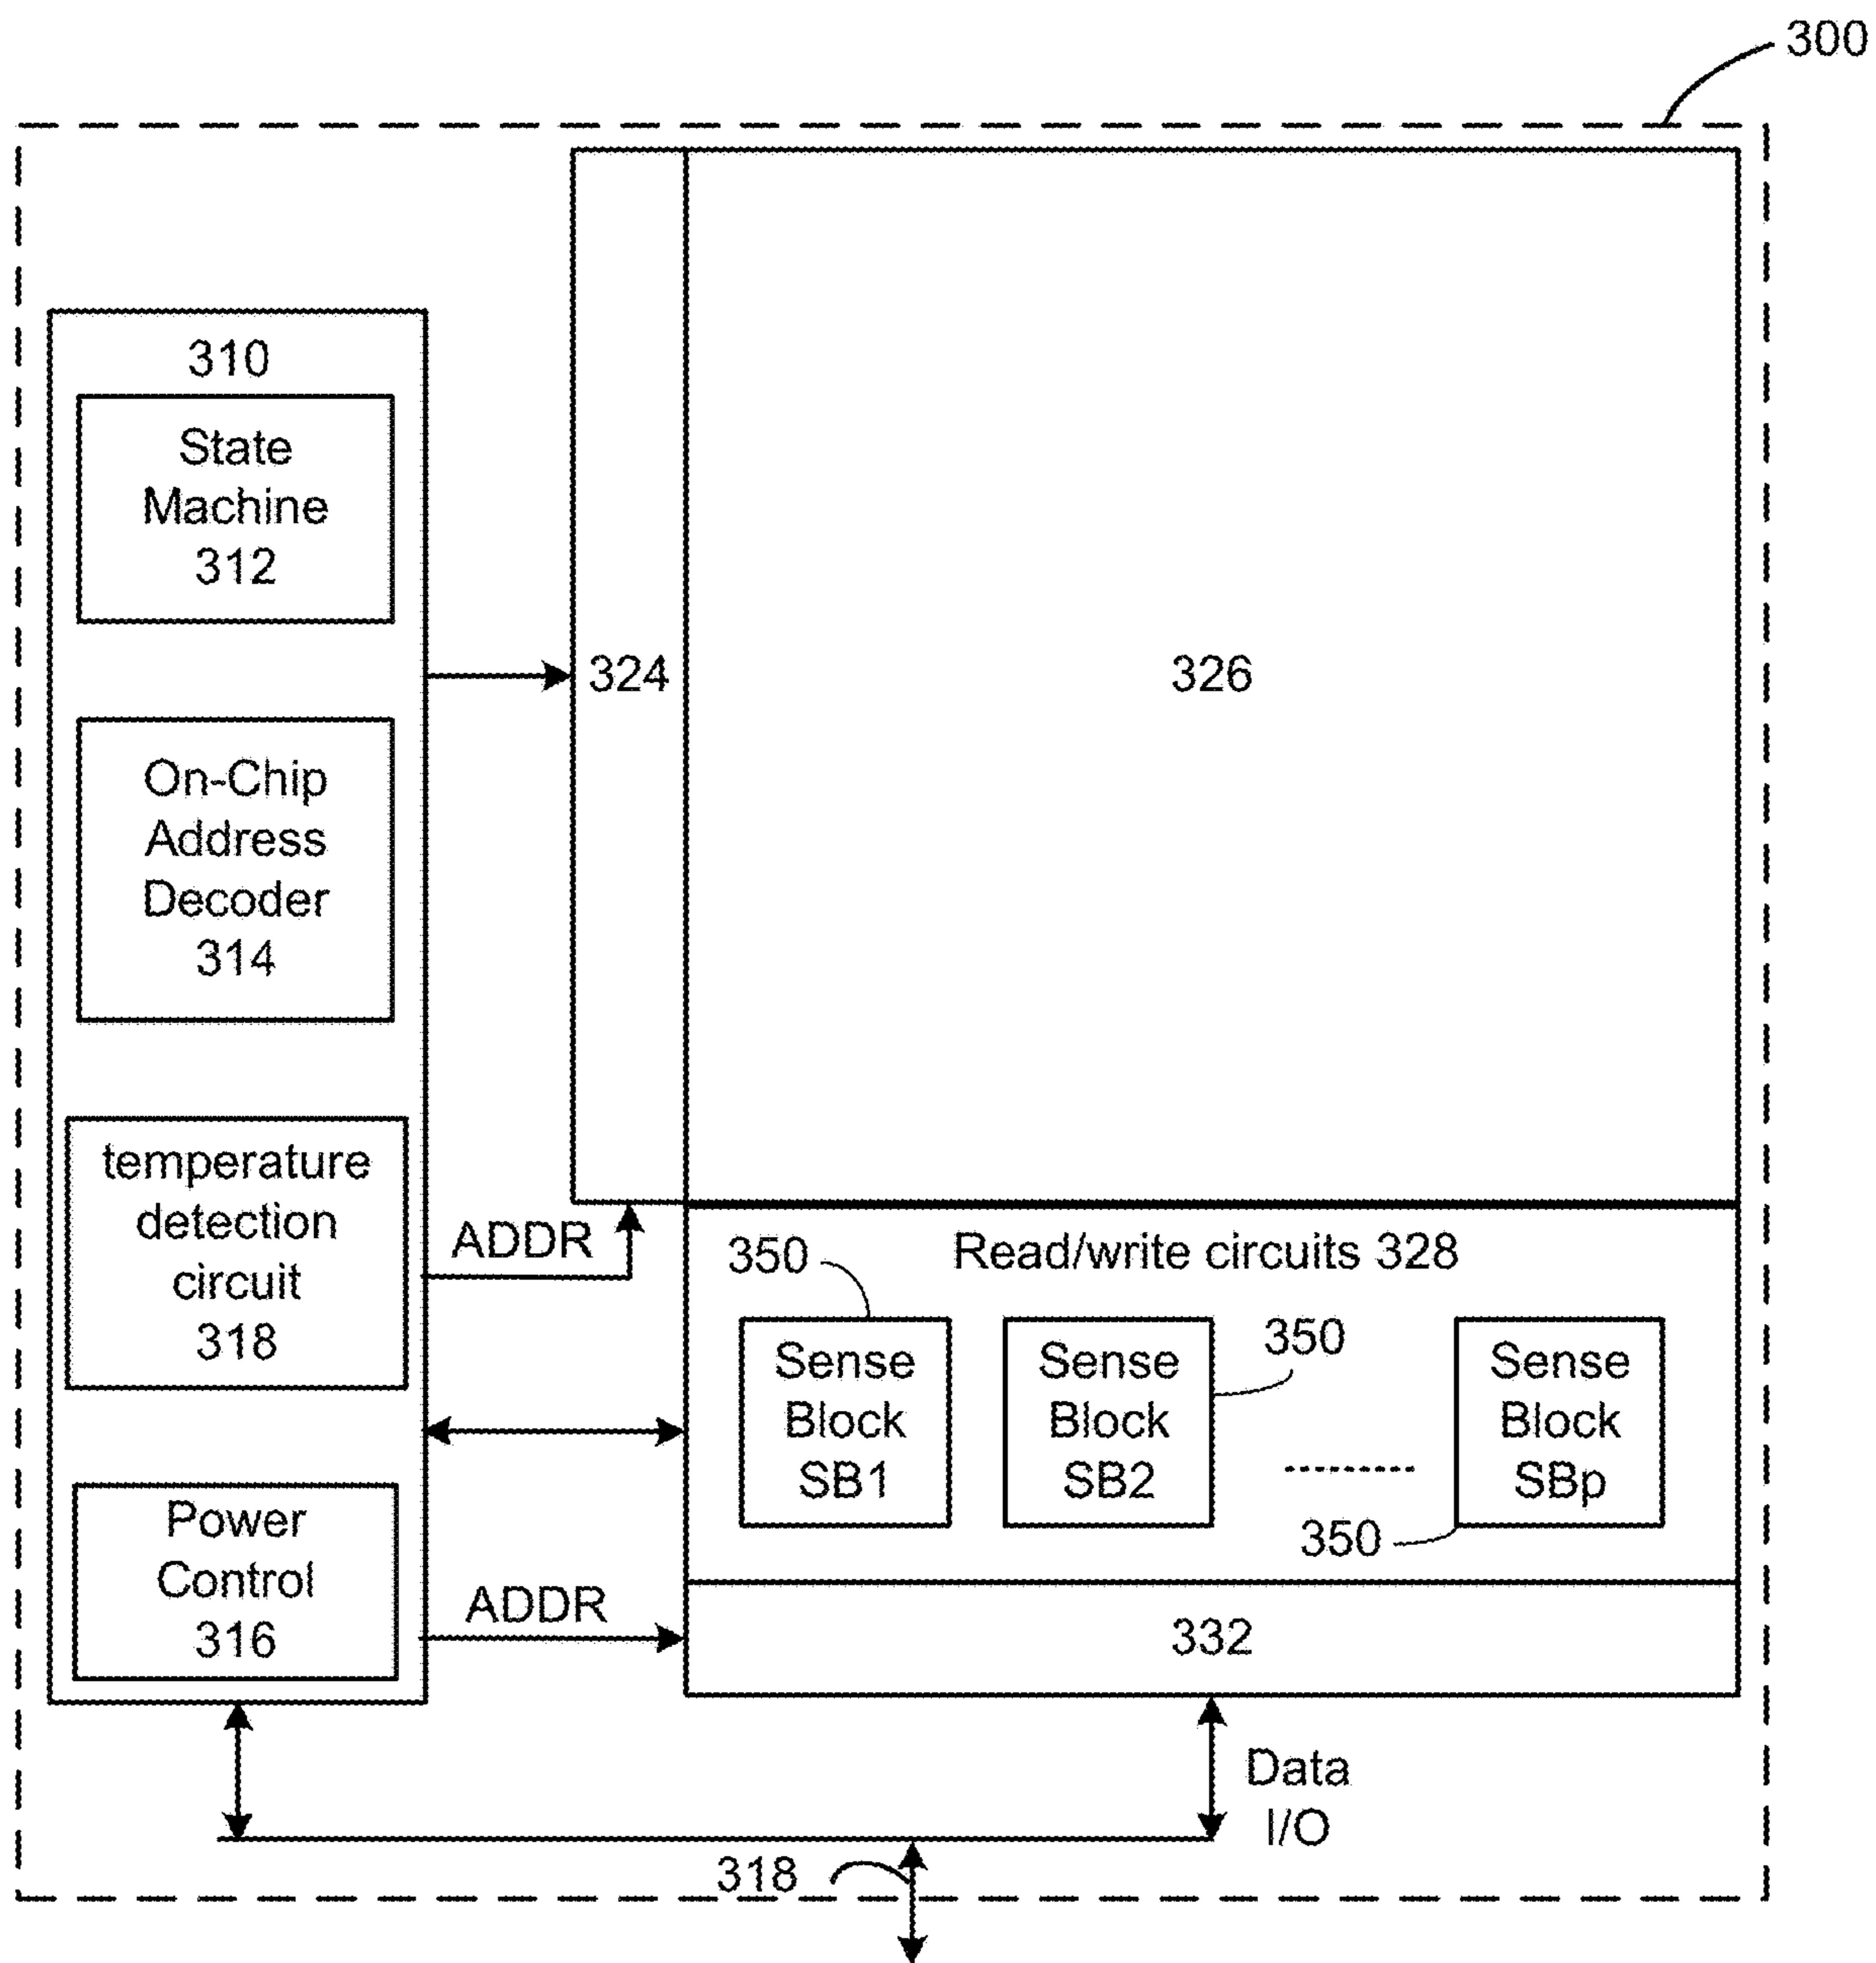 300
310
State
Machine
312
324
326
On-Chip
Address
Decoder
314
temperature
detection
circuit
318
ADDR
Read/write circuits 328
350
Sense
Block
SB1
350
Sense
Block
SB2
350
Sense
Block
SBp
Power
Control
316
ADDR
332
Data
I/O
318